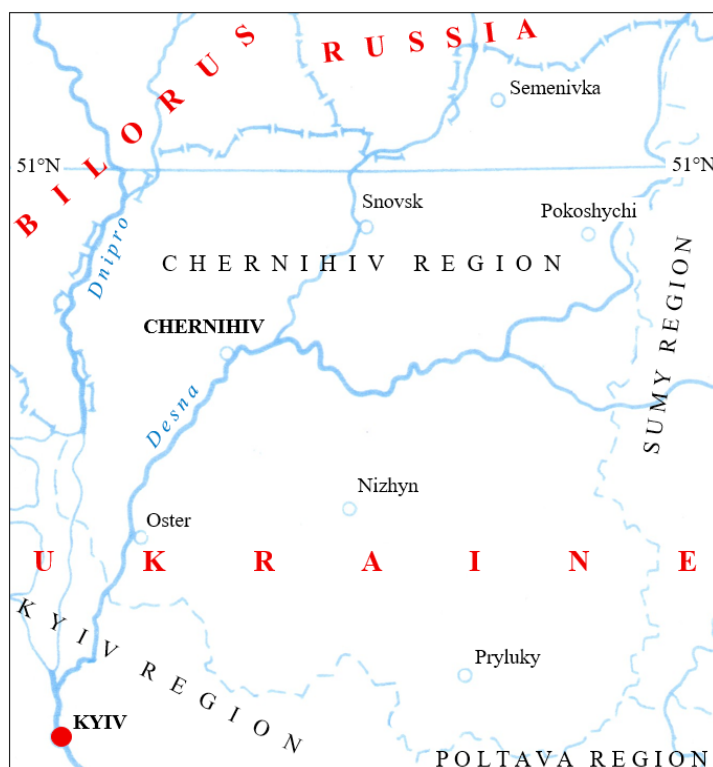 BILORUS
RUSSIA
Semenivka
51°N
51°N
Snovsk
Pokoshychi
Dnipro
CHERNIHIV REGION
SUMY REGION
CHERNIHIV
Desna
Nizhyn
Oster
UKRAINE
KYIV REGION
Pryluky
KYIV
POLTAVA REGION